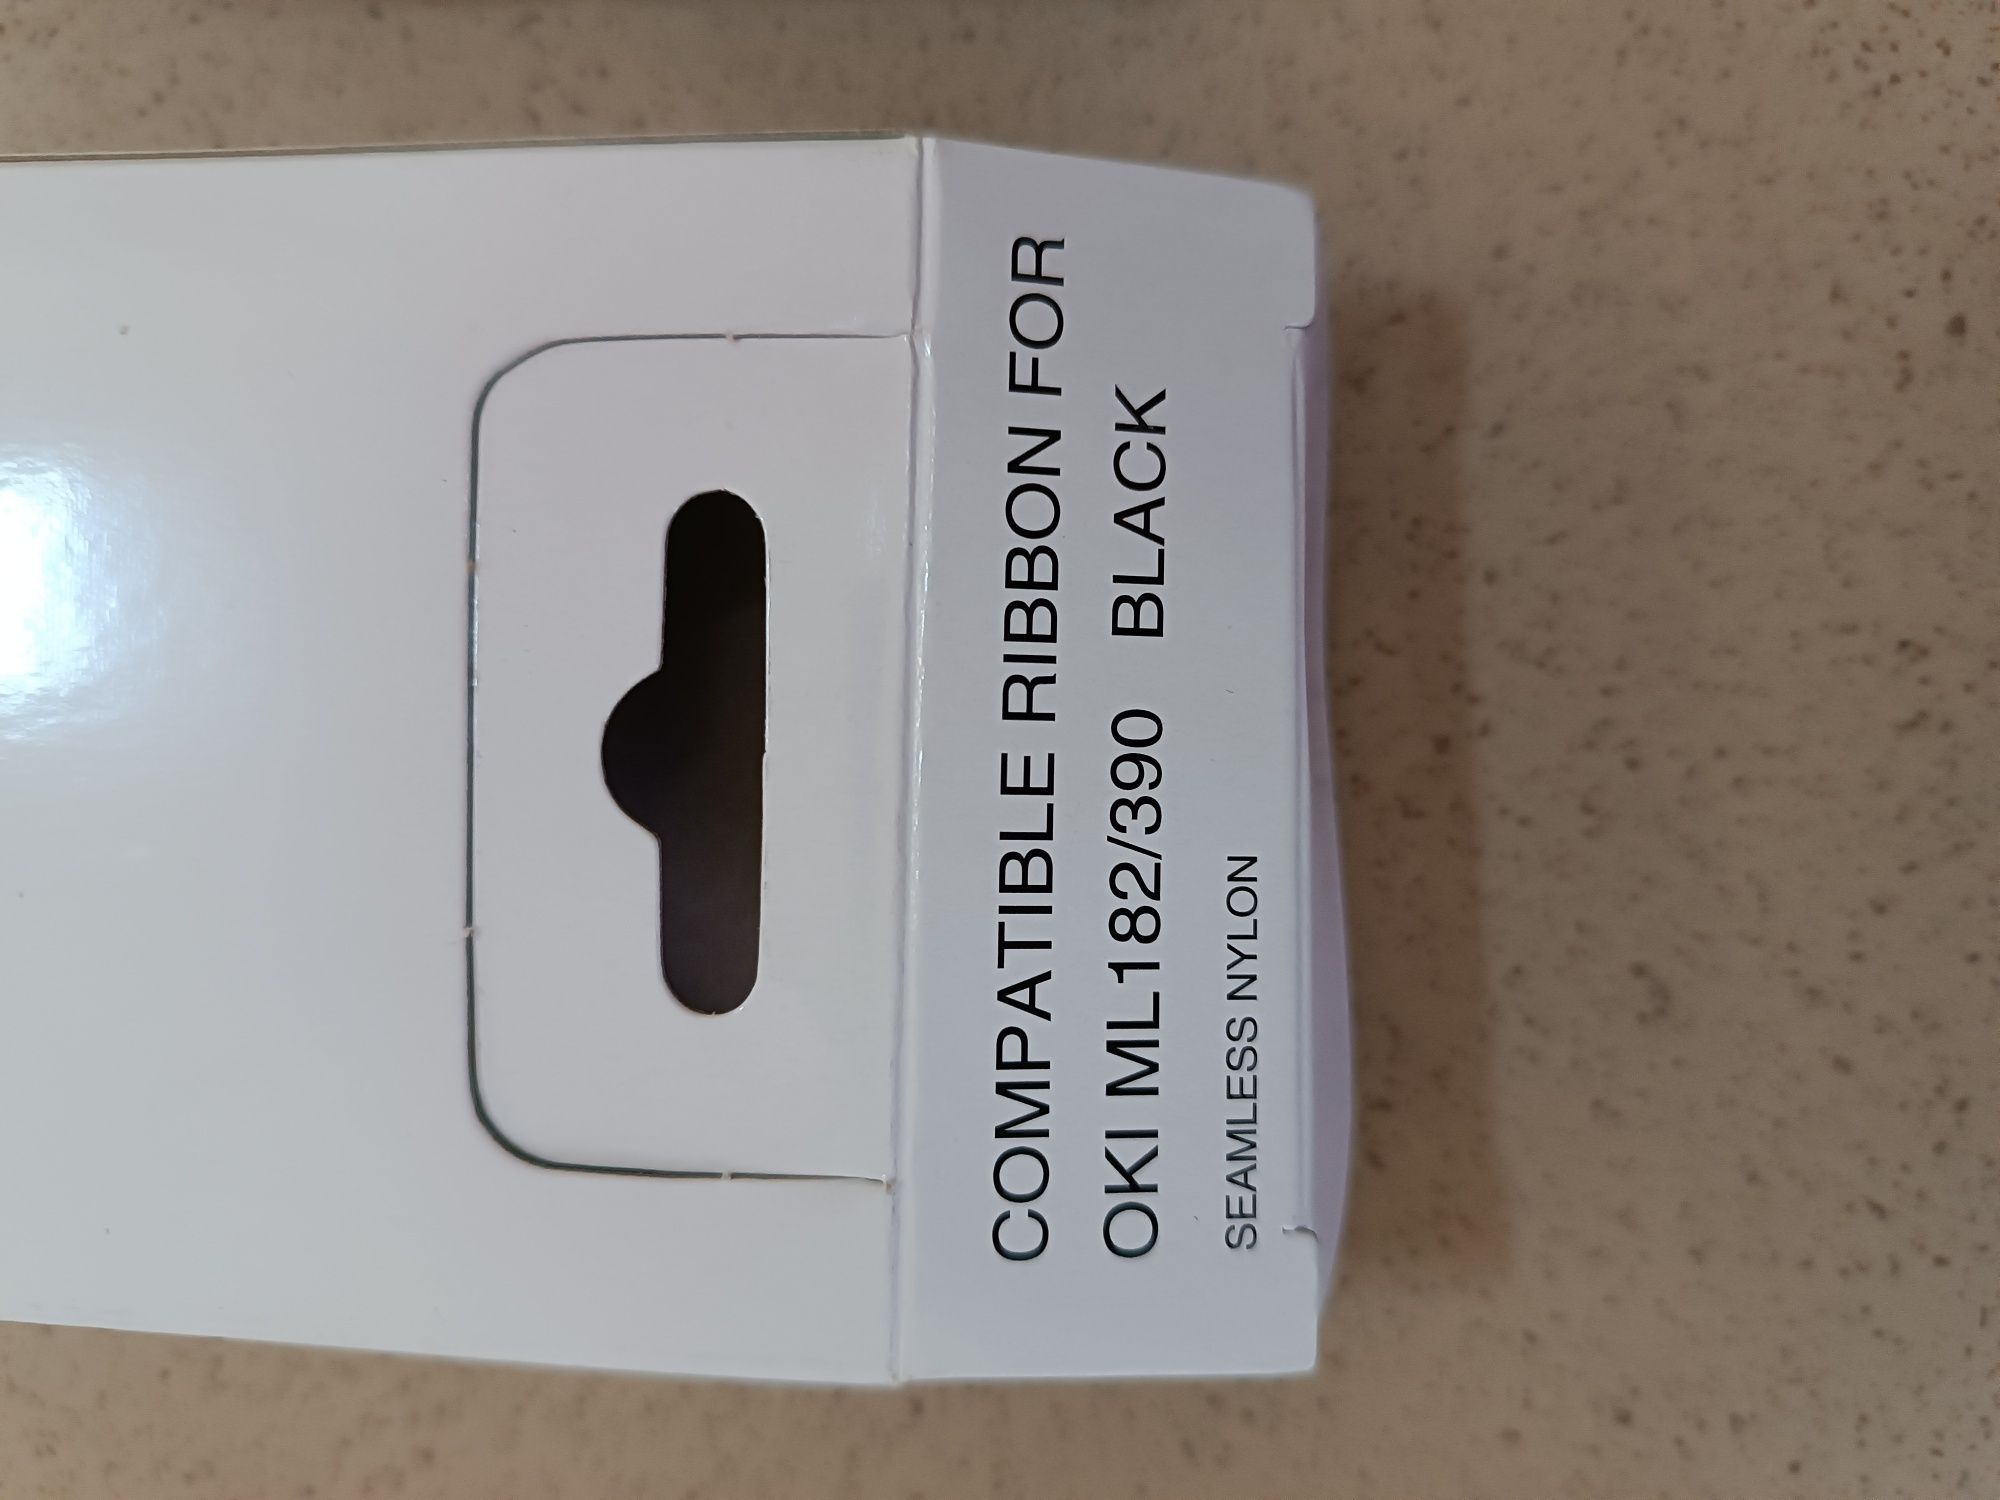 COMPATIBLE RIBBON FOR
OKI ML182/390 BLACK
SEAMLESS NYLON